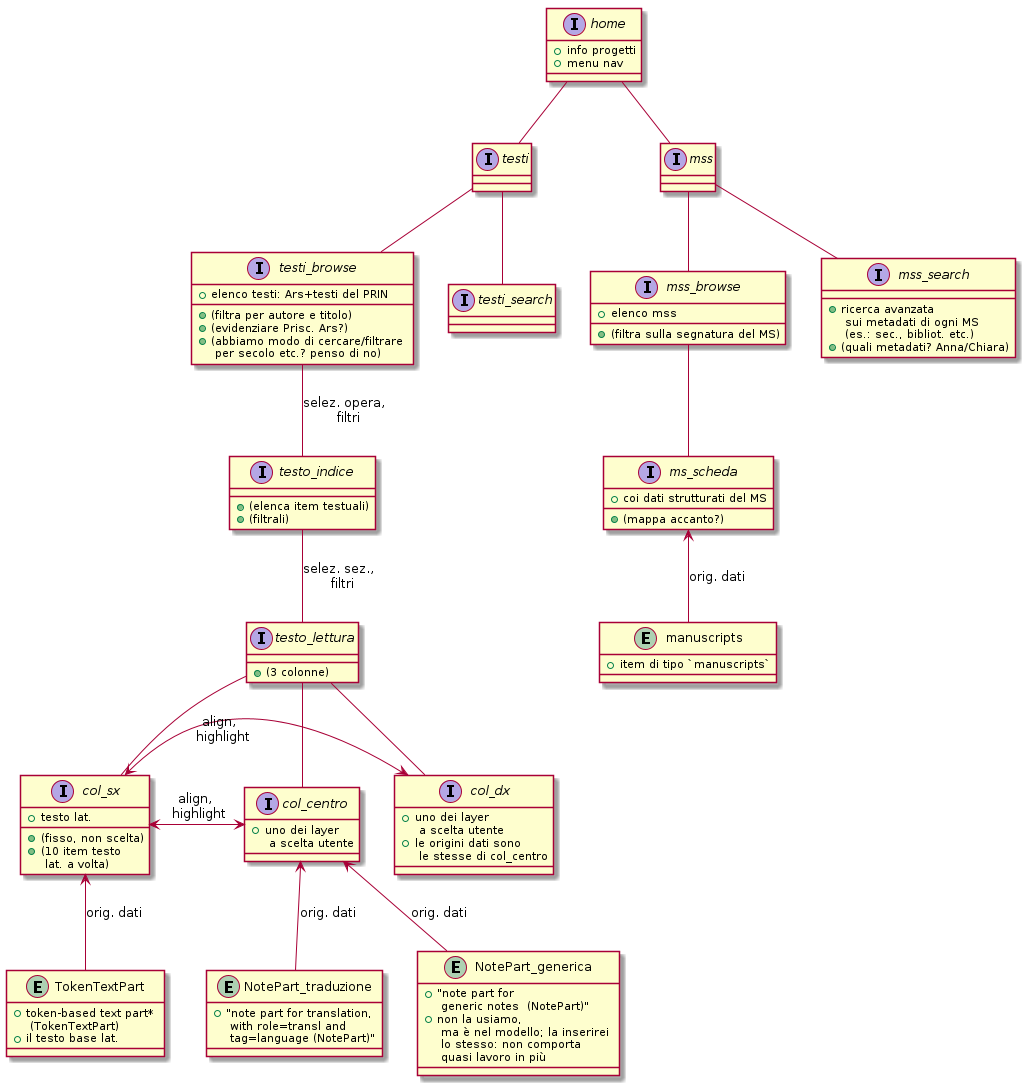 I home
info progetti
menu nav
I testi
I mss
I testi_browse
elenco testi: Ars+testi del PRIN
(filtra per autore e titolo)
(evidenziare Prisc. Ars?)
(abbiamo modo di cercare/filtrare
per secolo etc.? penso di no)
I testi_search
I mss_browse
elenco mss
(filtra sulla segnatura del MS)
I mss_search
ricerca avanzata
sui metadati di ogni MS
(es.: sec., bibliot. etc.)
(quali metadati? Anna/Chiara)
selez. opera,
filtri
I testo_indice
(elenca item testuali)
(filtrali)
I ms_scheda
coi dati strutturati del MS
(mappa accanto?)
selez. sez.,
filtri
orig. dati
I testo_lettura
(3 colonne)
E manuscripts
item di tipo `manuscripts`
align,
highlight
I col_sx
testo lat.
(fisso, non scelta)
(10 item testo
lat. a volta)
align,
highlight
I col_centro
uno dei layer
a scelta utente
I col_dx
uno dei layer
a scelta utente
le origini dati sono
le stesse di col_centro
orig. dati
orig. dati
orig. dati
E TokenTextPart
token-based text part*
(TokenTextPart)
il testo base lat.
E NotePart_traduzione
"note part for translation,
with role=transl and
tag=language (NotePart)"
E NotePart_generica
"note part for
generic notes (NotePart)"
non la usiamo,
ma è nel modello; la inserirei
lo stesso: non comporta
quasi lavoro in più